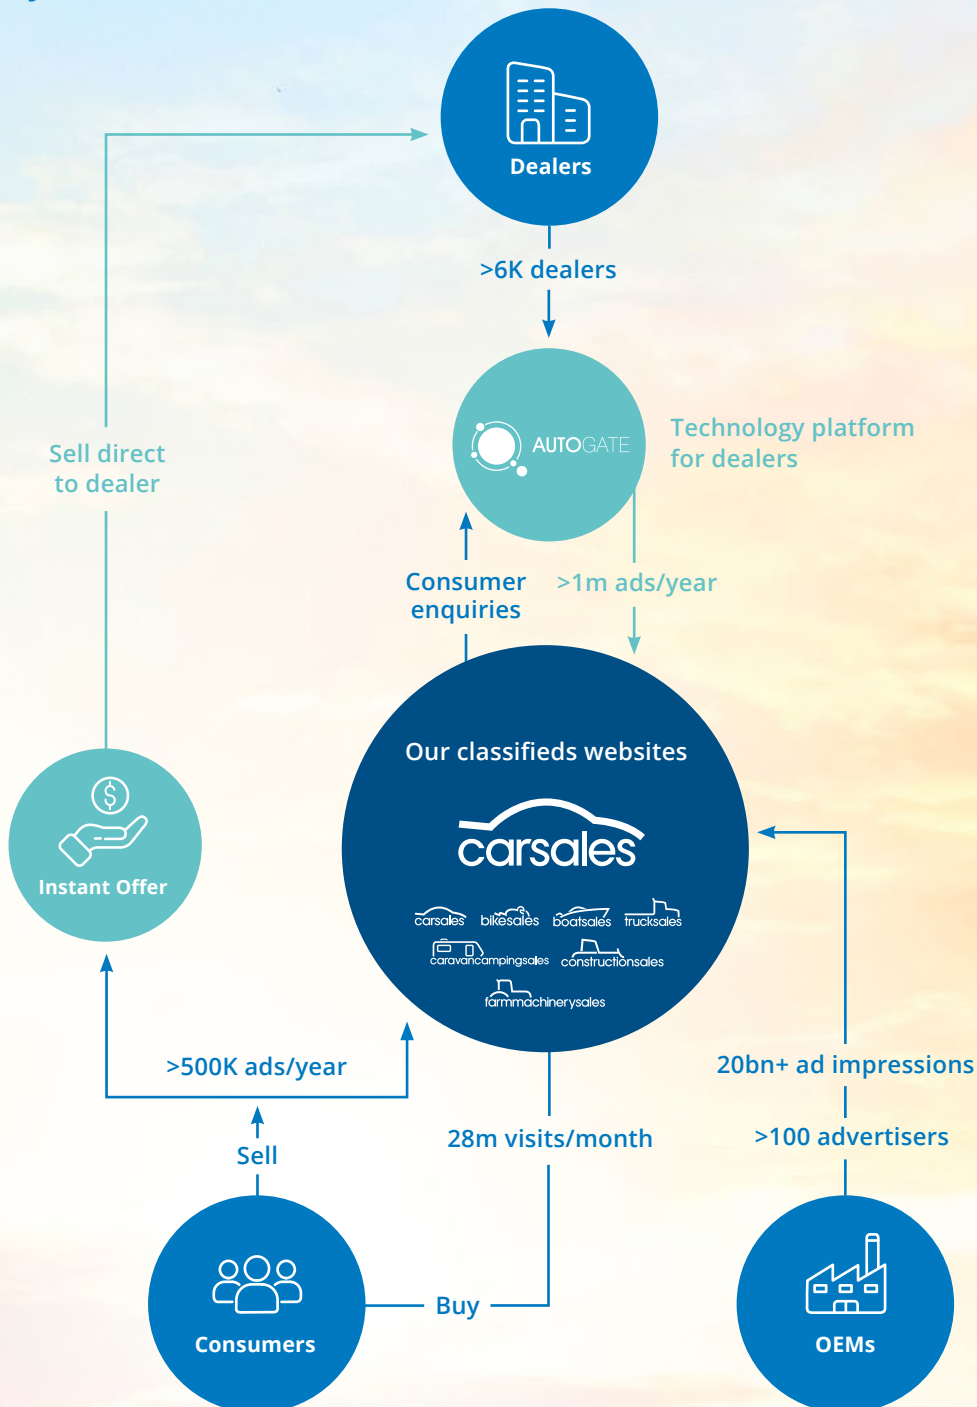 Dealers
>6K dealers
AUTOGATE
Technology platform
for dealers
Sell direct
to dealer
Consumer
enquiries
>1m ads/year
Our classifieds websites
carsales
carsales bikesales boatsales trucksales
caravancampingsales constructionsales
farmmachinerysales
$
Instant Offer
>500K ads/year
20bn+ ad impressions
28m visits/month
>100 advertisers
Sell
Buy
Consumers
OEMs